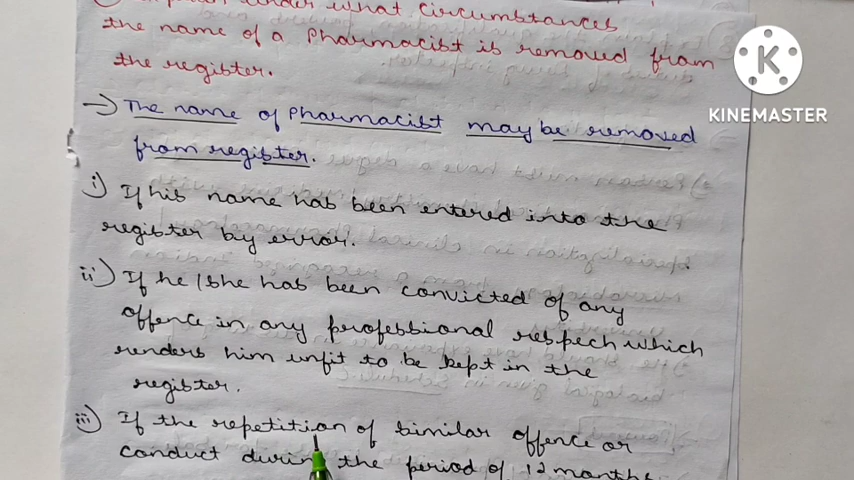 under what circumstances
the name of a Pharmacist is removed from
the register.
→ The name of Pharmacist may be removed
from register.
i) If his name has been entered into the
register by error.
ii) If he/she has been convicted of any
offence in any professional respech which
renders him unfit to be kept in the
register.
iii) If the repetition of similar offence or
conduct during the period of 12 months
K
KINEMASTER